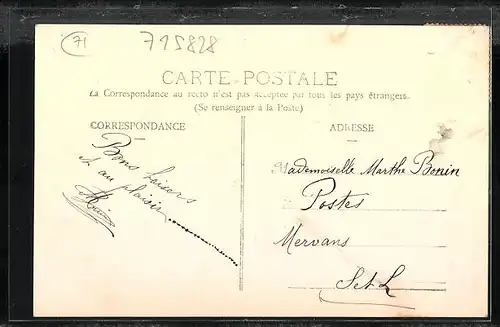 71
715828
CARTE POSTALE
La Correspondance au recto n'est pas acceptée par tous les pays étrangers.
(Se renseigner à la Poste)
CORRESPONDANCE
ADRESSE
Bons baisers
et au plaisir
Mademoiselle Marthe Bonin
Postes
Mervans
S et L